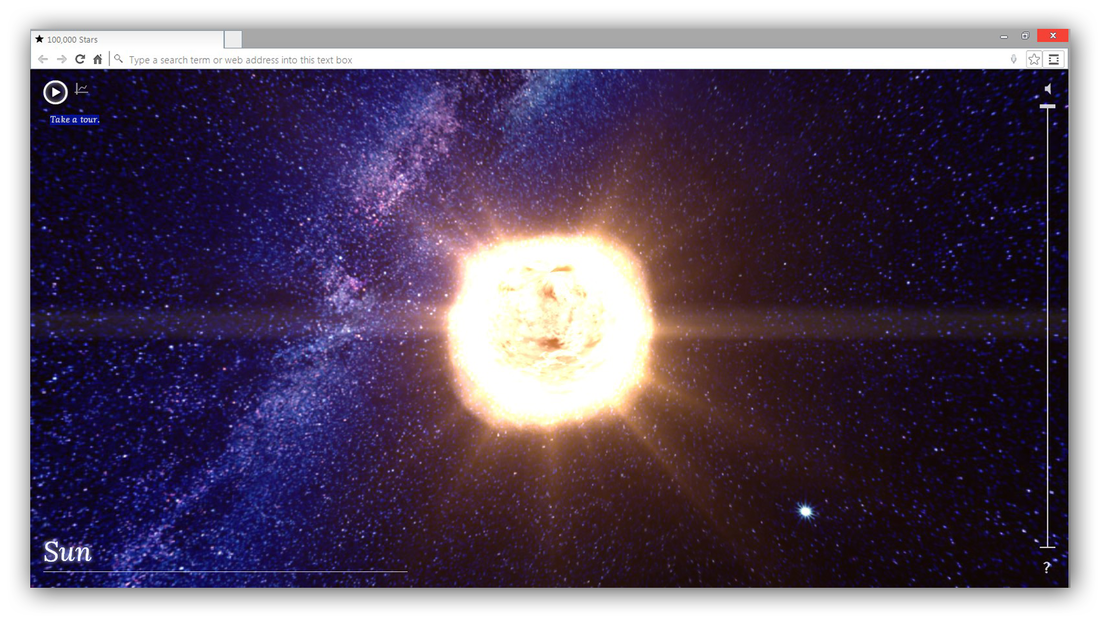 100,000 Stars
Type a search term or web address into this text box
Take a tour.
Sun
?